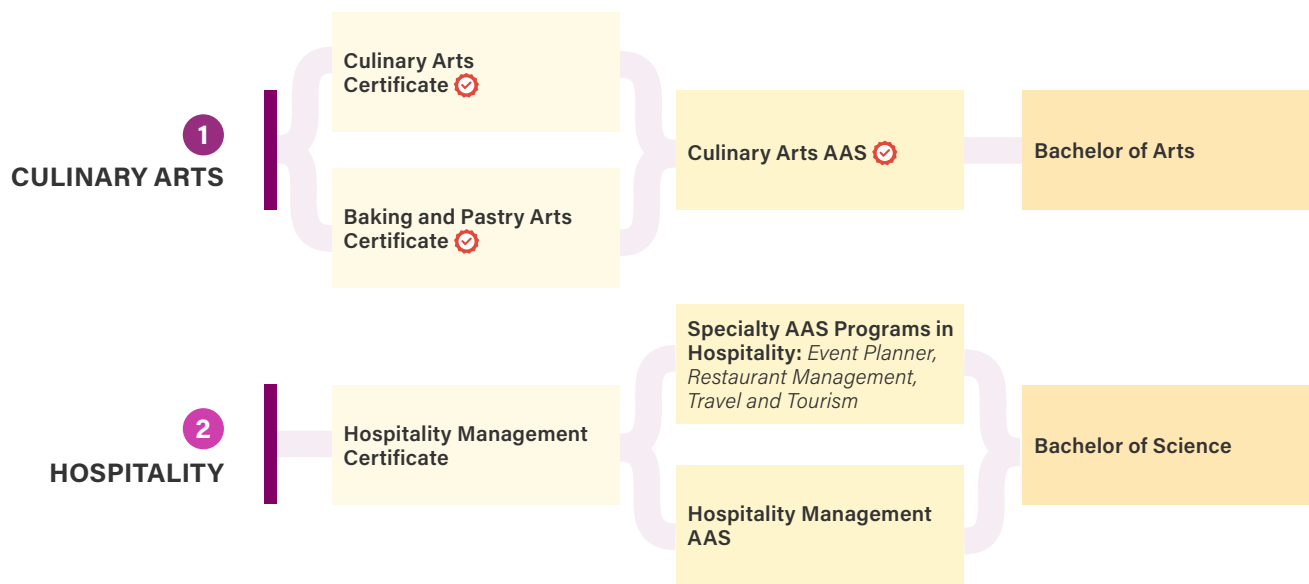 1
CULINARY ARTS
Culinary Arts
Certificate
Baking and Pastry Arts
Certificate
Culinary Arts AAS
Bachelor of Arts
2
HOSPITALITY
Hospitality Management
Certificate
Specialty AAS Programs in
Hospitality: Event Planner,
Restaurant Management,
Travel and Tourism
Hospitality Management
AAS
Bachelor of Science